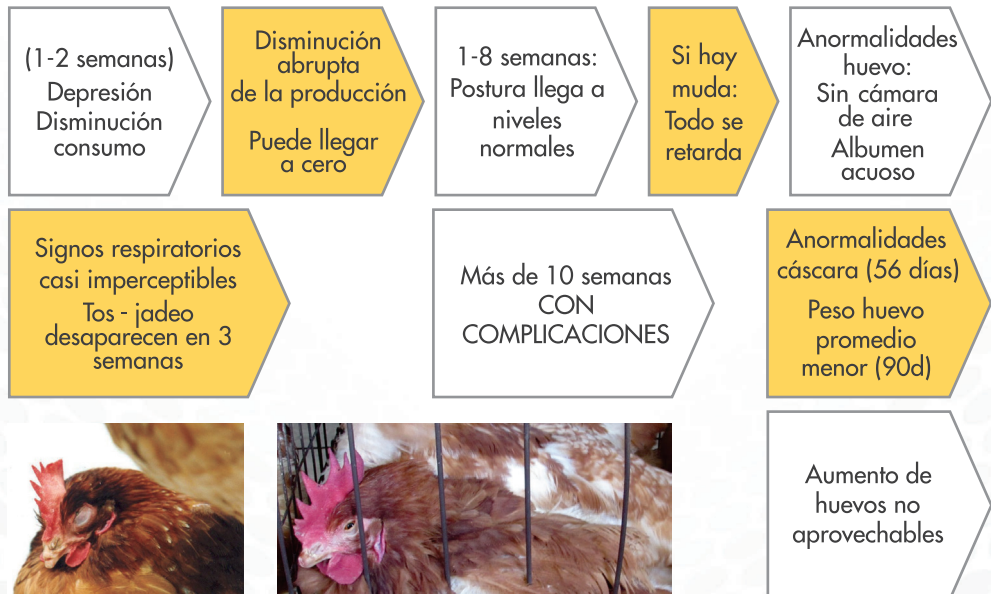 (1-2 semanas)
Depresión
Disminución
consumo
Disminución
abrupta
de la producción
Puede llegar
a cero
1-8 semanas:
Postura llega a
niveles
normales
Si hay
muda:
Todo se
retarda
Anormalidades
huevo:
Sin cámara
de aire
Albumen
acuoso
Signos respiratorios
casi imperceptibles
Tos - jadeo
desaparecen en 3
semanas
Más de 10 semanas
CON
COMPLICACIONES
Anormalidades
cáscara (56 días)
Peso huevo
promedio
menor (90d)
Aumento de
huevos no
aprovechables